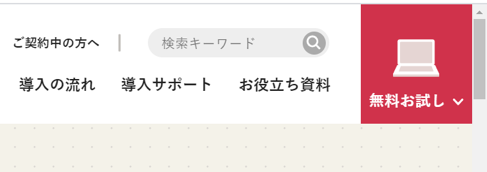 ご契約中の方へ
検索キーワード
導入の流れ 導入サポート お役立ち資料
無料お試し